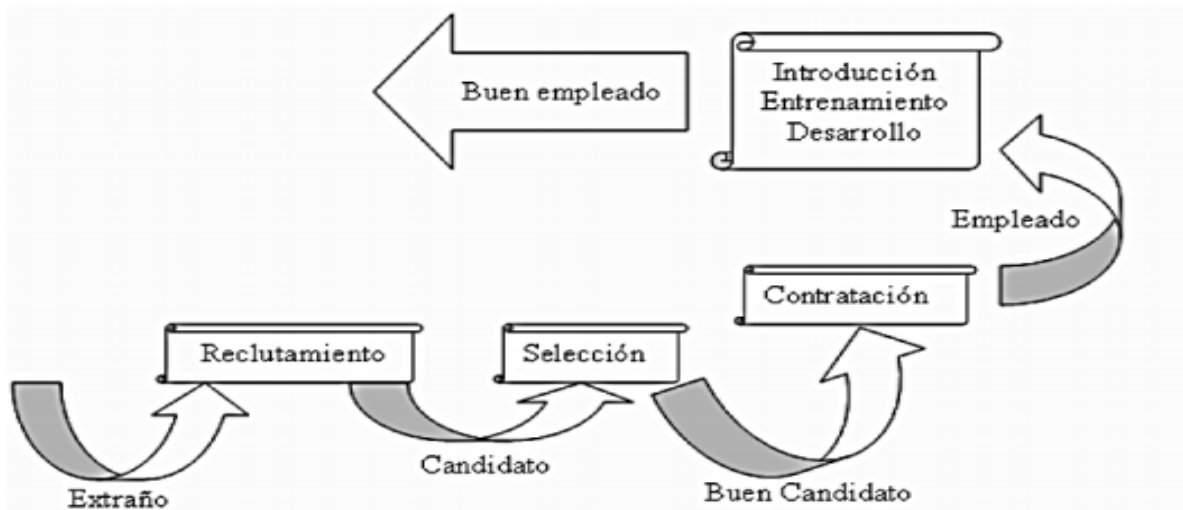 Buen empleado
Introducción
Entrenamiento
Desarrollo
Empleado
Contratación
Reclutamiento
Selección
Candidato
Buen Candidato
Extraño